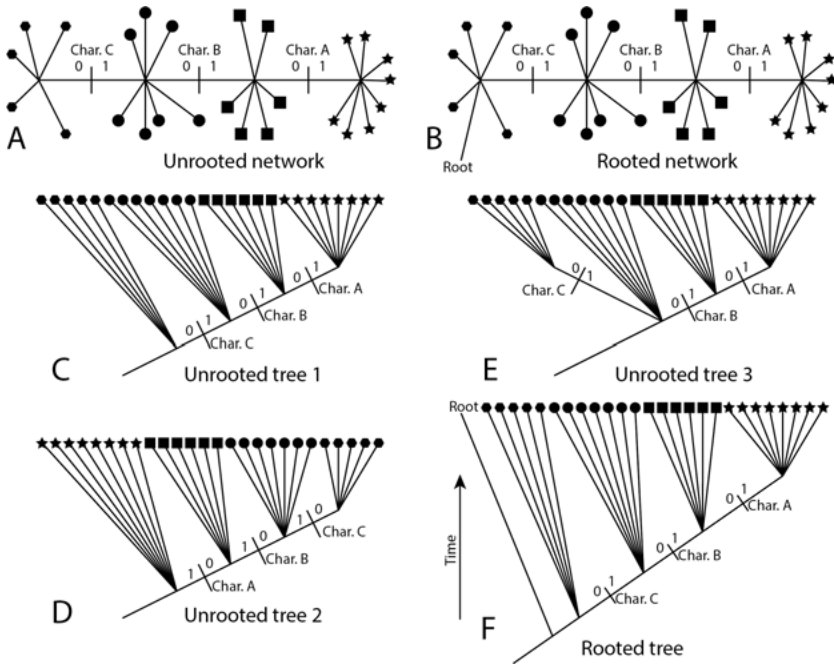 Char. C
0 1
Char. B
0 1
Char. A
0 1
A
Unrooted network
Char. C
0 1
Char. B
0 1
Char. A
0 1
B
Root
Rooted network
0 1
Char. A
0 1
Char. B
0 1
Char. C
C
Unrooted tree 1
0 1
Char. C
0 1
Char. A
0 1
Char. B
E
Unrooted tree 3
1 0
Char. C
1 0
Char. B
1 0
Char. A
D
Unrooted tree 2
Root
Time
0 1
Char. A
0 1
Char. B
0 1
Char. C
F
Rooted tree